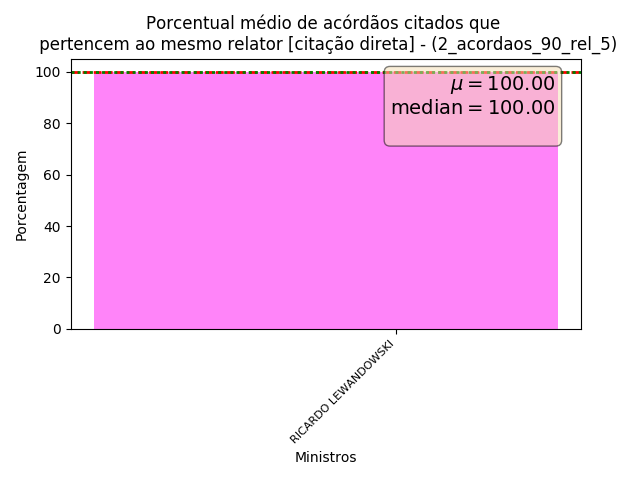 Porcentual médio de acórdãos citados que
pertencem ao mesmo relator [citação direta] - (2_acordaos_90_rel_5)
100
80
60
40
20
0
Porcentagem
μ = 100.00
median = 100.00
RICARDO LEWANDOWSKI
Ministros